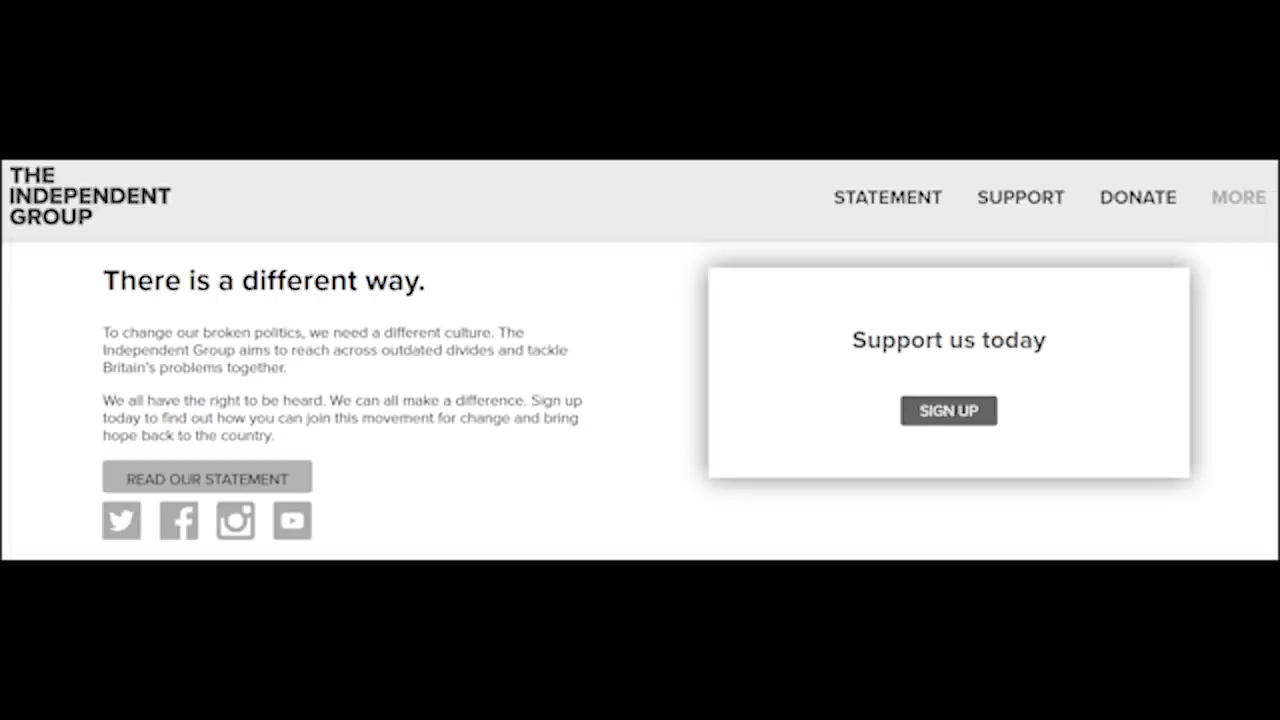 THE
INDEPENDENT
GROUP
STATEMENT SUPPORT DONATE MORE
There is a different way.
To change our broken politics, we need a different culture. The
Independent Group aims to reach across outdated divides and tackle
Britain's problems together.
We all have the right to be heard. We can all make a difference. Sign up
today to find out how you can join this movement for change and bring
hope back to the country.
READ OUR STATEMENT
Support us today
SIGN UP